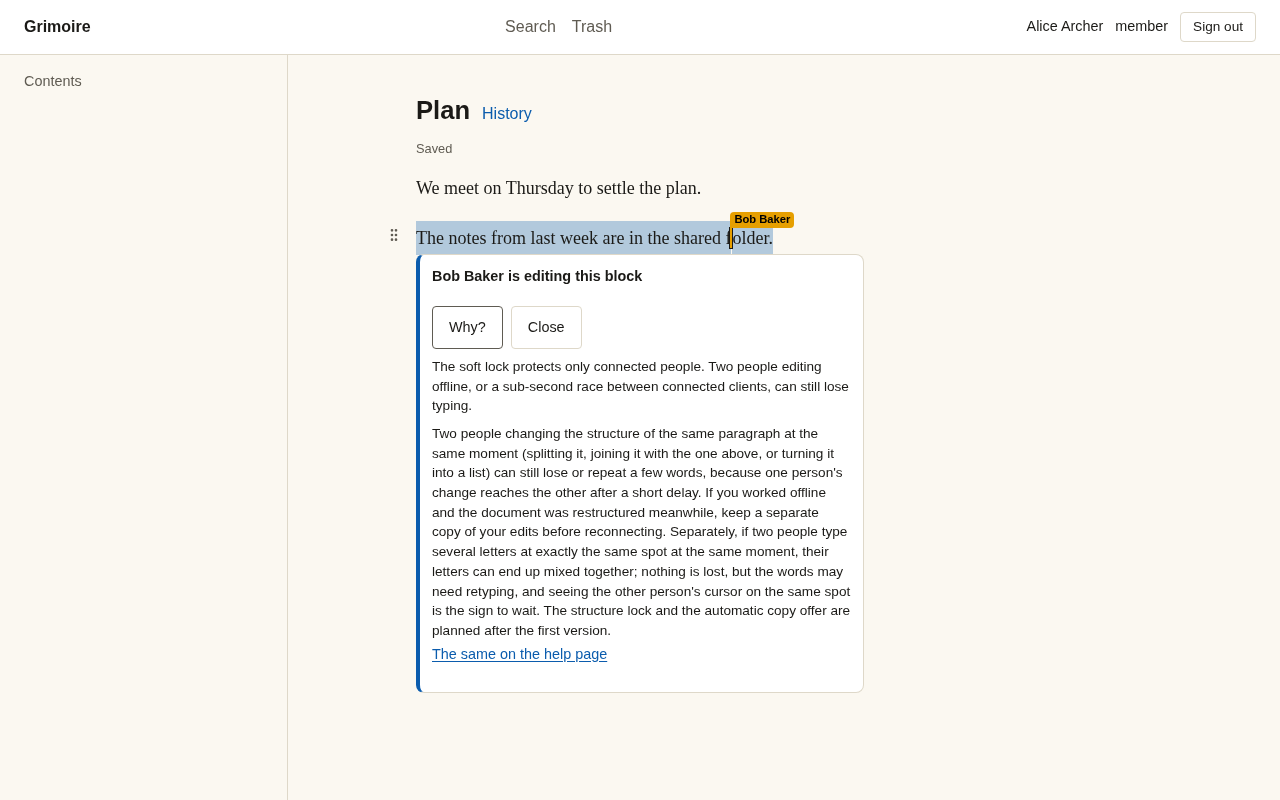 Grimoire
Search Trash
Alice Archer member Sign out
Contents
Plan History
Saved
We meet on Thursday to settle the plan.
Bob Baker
The notes from last week are in the shared folder.
Bob Baker is editing this block
Why? Close
The soft lock protects only connected people. Two people editing
offline, or a sub-second race between connected clients, can still lose
typing.
Two people changing the structure of the same paragraph at the
same moment (splitting it, joining it with the one above, or turning it
into a list) can still lose or repeat a few words, because one person's
change reaches the other after a short delay. If you worked offline
and the document was restructured meanwhile, keep a separate
copy of your edits before reconnecting. Separately, if two people type
several letters at exactly the same spot at the same moment, their
letters can end up mixed together; nothing is lost, but the words may
need retyping, and seeing the other person's cursor on the same spot
is the sign to wait. The structure lock and the automatic copy offer are
planned after the first version.
The same on the help page